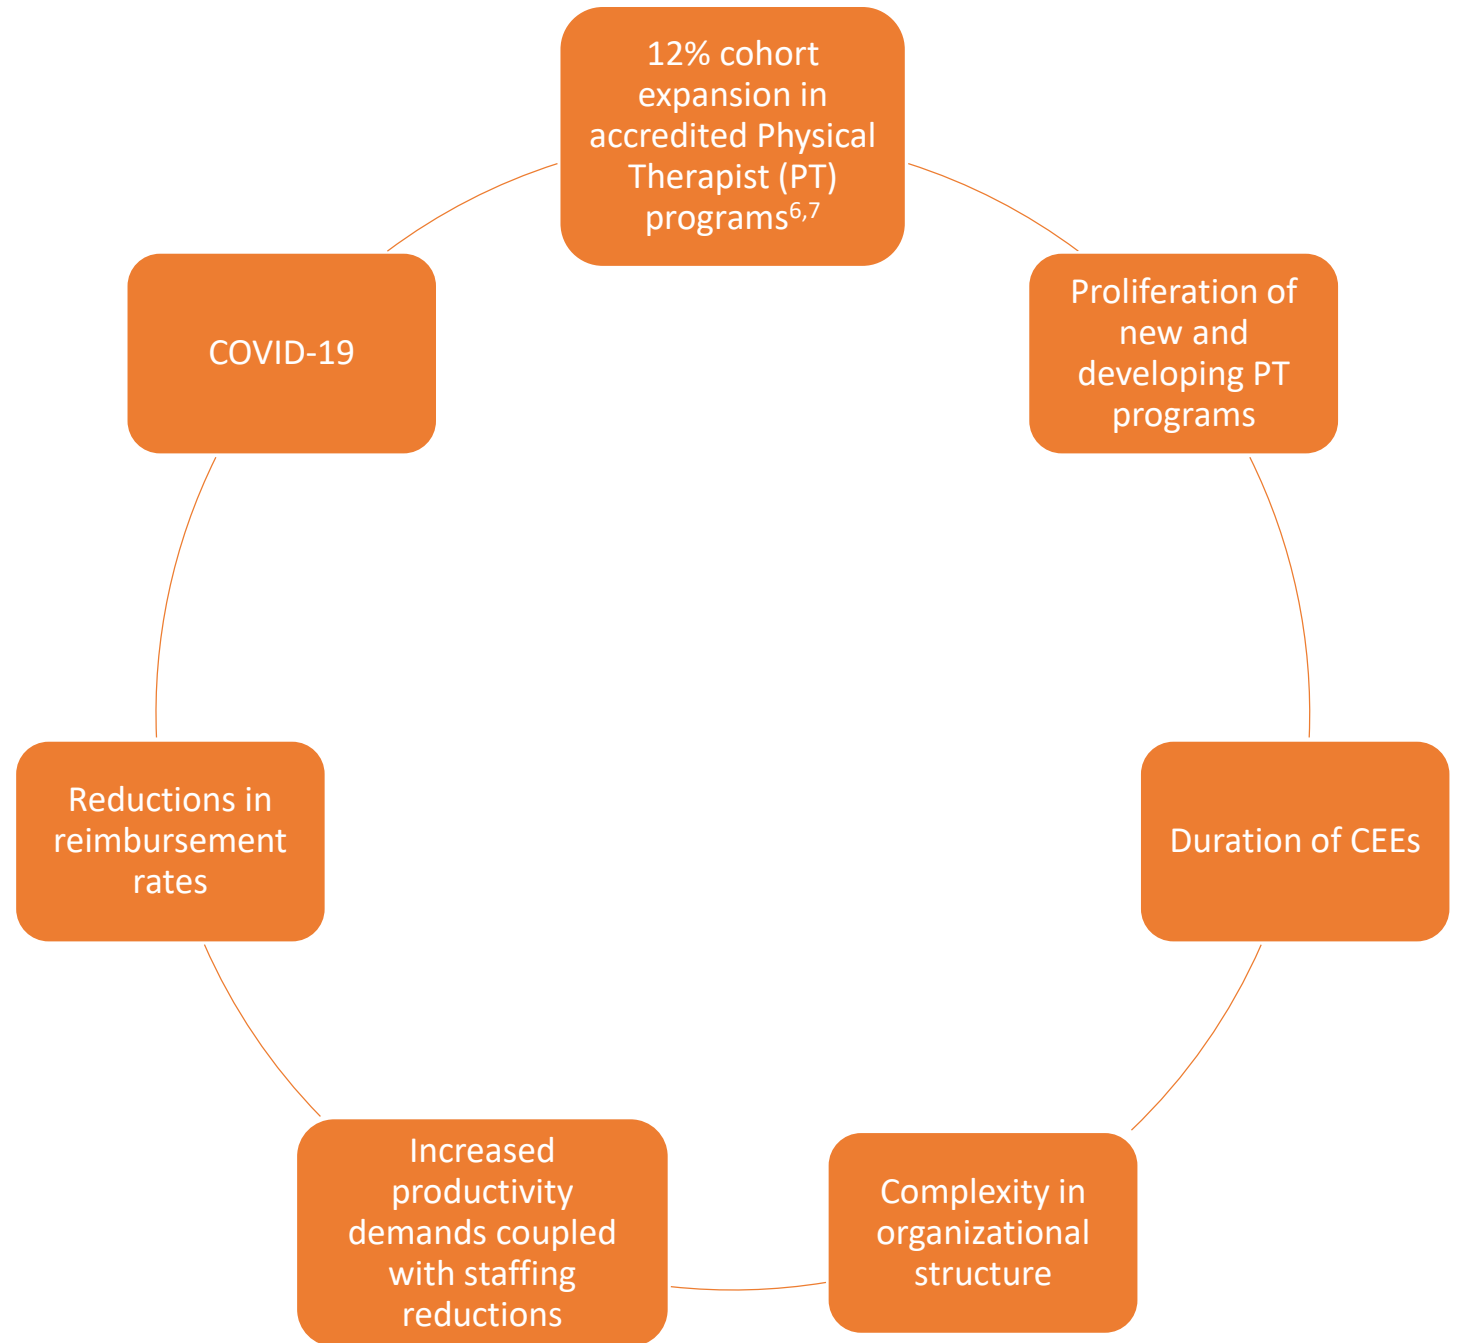 12% cohort
expansion in
accredited Physical
Therapist (PT)
programs6,7
Proliferation of
new and
developing PT
programs
Duration of CEEs
Complexity in
organizational
structure
Increased
productivity
demands coupled
with staffing
reductions
Reductions in
reimbursement
rates
COVID-19